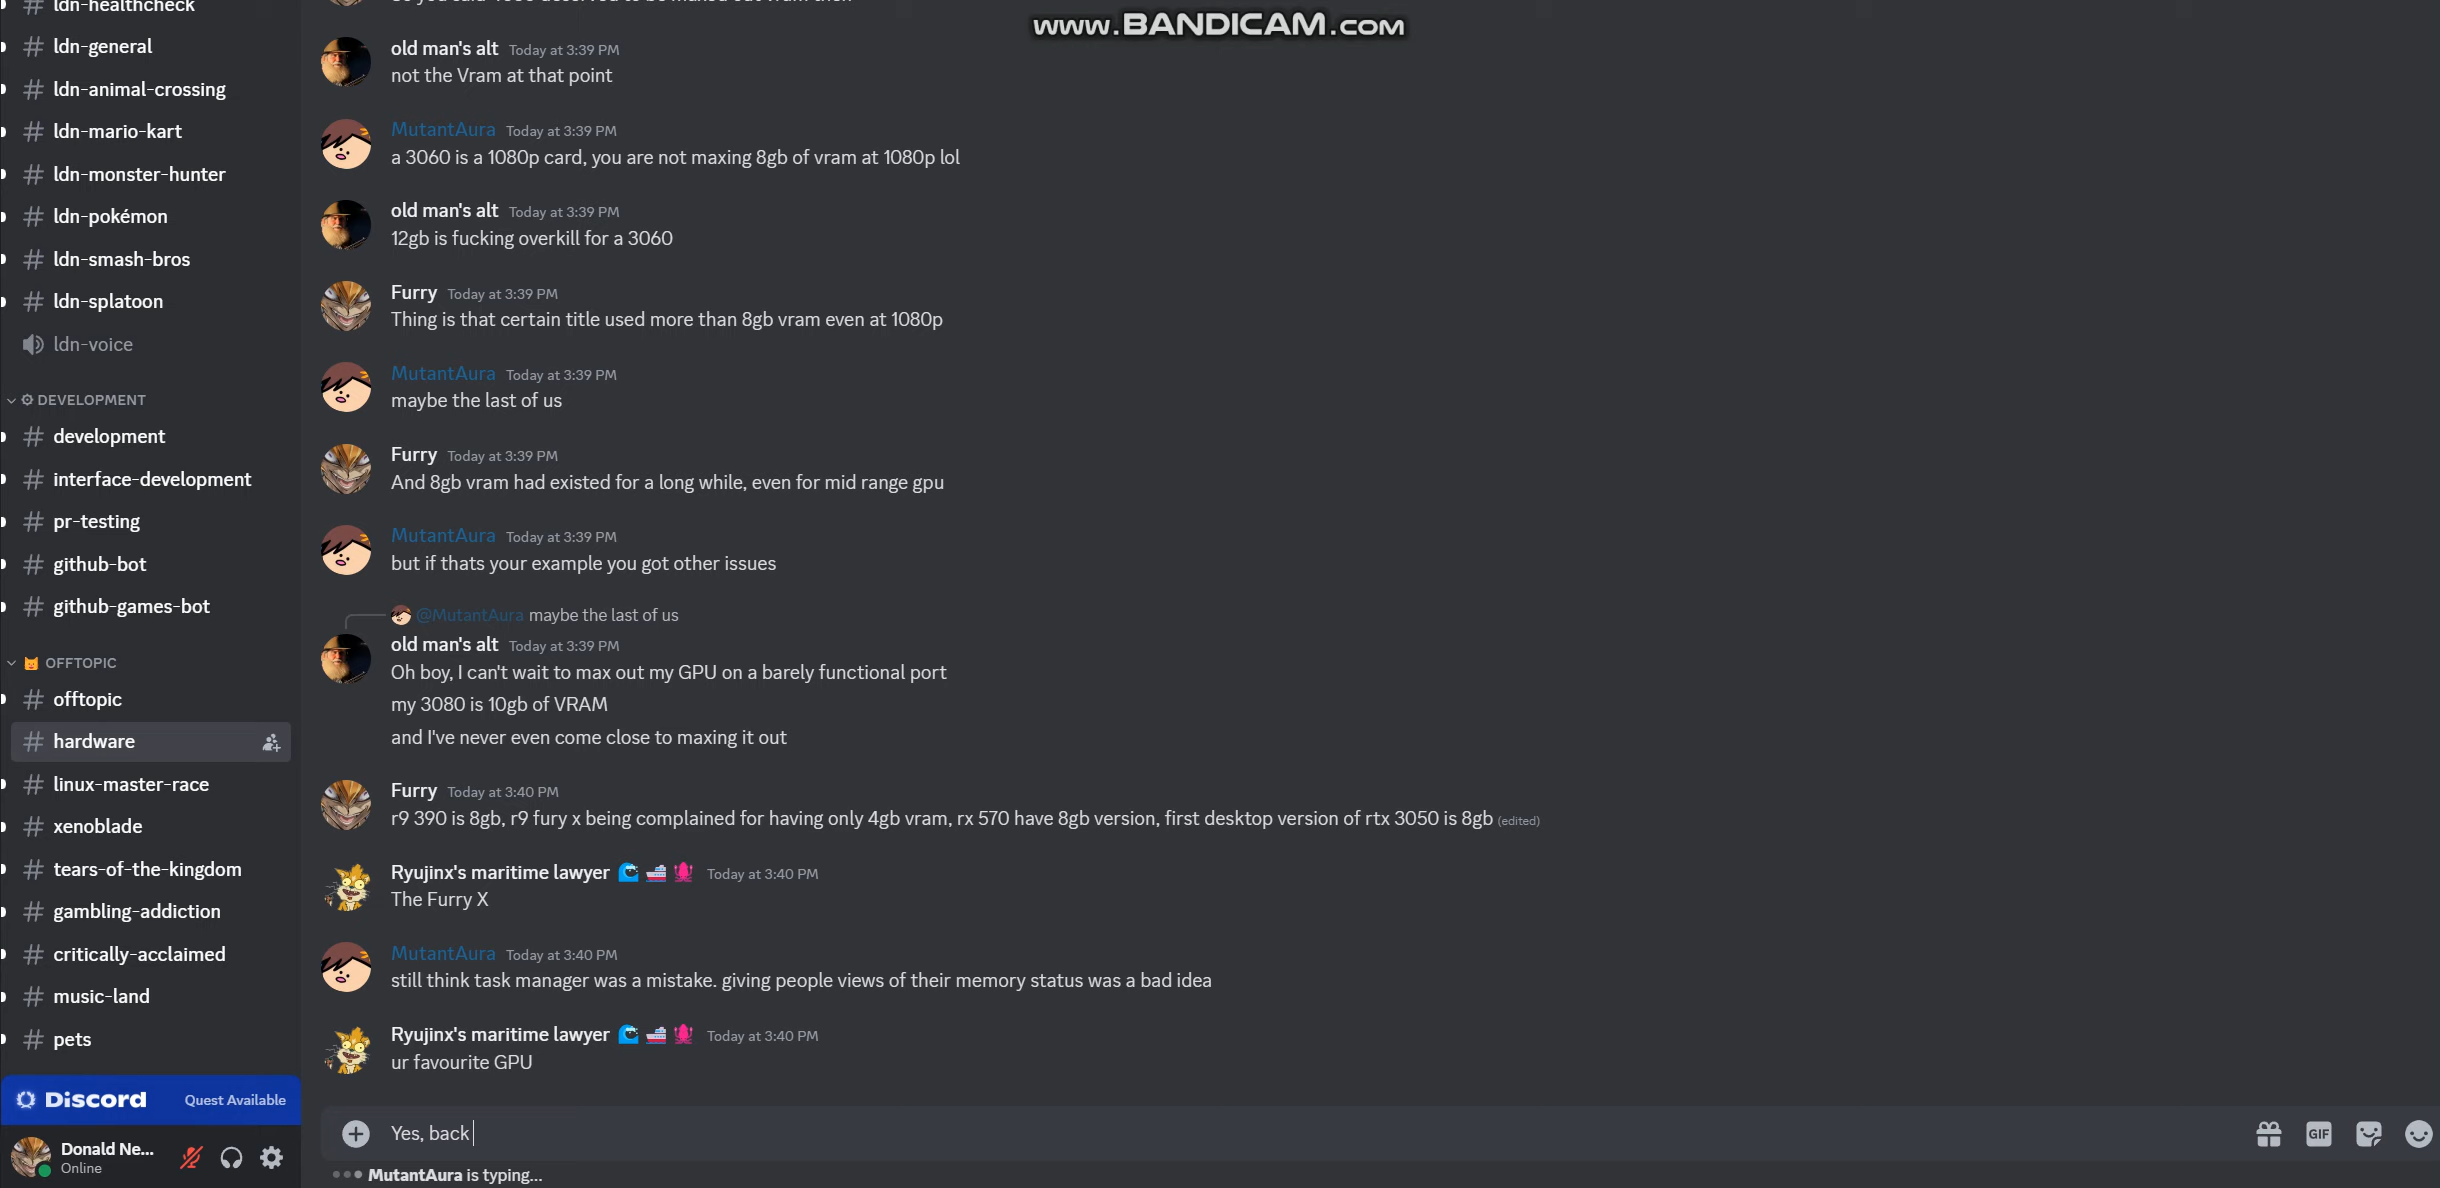 ldn-healthcheck
ldn-general
ldn-animal-crossing
ldn-mario-kart
ldn-monster-hunter
ldn-pokémon
ldn-smash-bros
ldn-splatoon
ldn-voice
DEVELOPMENT
development
interface-development
pr-testing
github-bot
github-games-bot
OFFTOPIC
offtopic
hardware
linux-master-race
xenoblade
tears-of-the-kingdom
gambling-addiction
critically-acclaimed
music-land
pets
Discord Quest Available
Donald Ne...
Online
www.BANDICAM.com
old man's alt Today at 3:39 PM
not the Vram at that point
MutantAura Today at 3:39 PM
a 3060 is a 1080p card, you are not maxing 8gb of vram at 1080p lol
old man's alt Today at 3:39 PM
12gb is fucking overkill for a 3060
Furry Today at 3:39 PM
Thing is that certain title used more than 8gb vram even at 1080p
MutantAura Today at 3:39 PM
maybe the last of us
Furry Today at 3:39 PM
And 8gb vram had existed for a long while, even for mid range gpu
MutantAura Today at 3:39 PM
but if thats your example you got other issues
@MutantAura maybe the last of us
old man's alt Today at 3:39 PM
Oh boy, I can't wait to max out my GPU on a barely functional port
my 3080 is 10gb of VRAM
and I've never even come close to maxing it out
Furry Today at 3:40 PM
r9 390 is 8gb, r9 fury x being complained for having only 4gb vram, rx 570 have 8gb version, first desktop version of rtx 3050 is 8gb (edited)
Ryujinx's maritime lawyer Today at 3:40 PM
The Furry X
MutantAura Today at 3:40 PM
still think task manager was a mistake. giving people views of their memory status was a bad idea
Ryujinx's maritime lawyer Today at 3:40 PM
ur favourite GPU
Yes, back
GIF
MutantAura is typing...